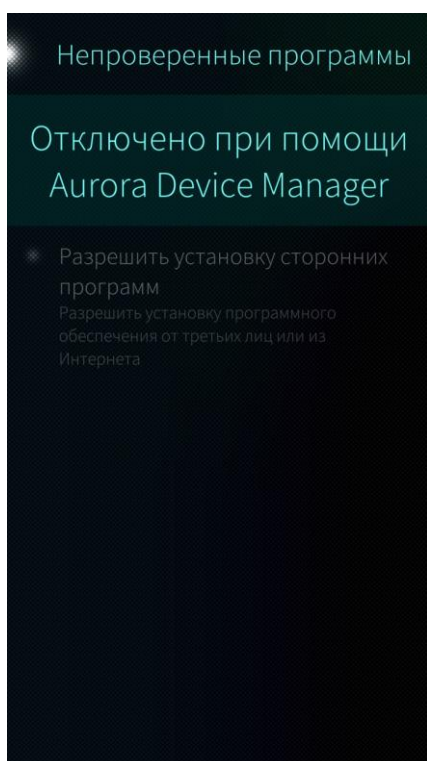 Непроверенные программы
Отключено при помощи
Aurora Device Manager
Разрешить установку сторонних
программ
Разрешить установку программного
обеспечения от третьих лиц или из
Интернета